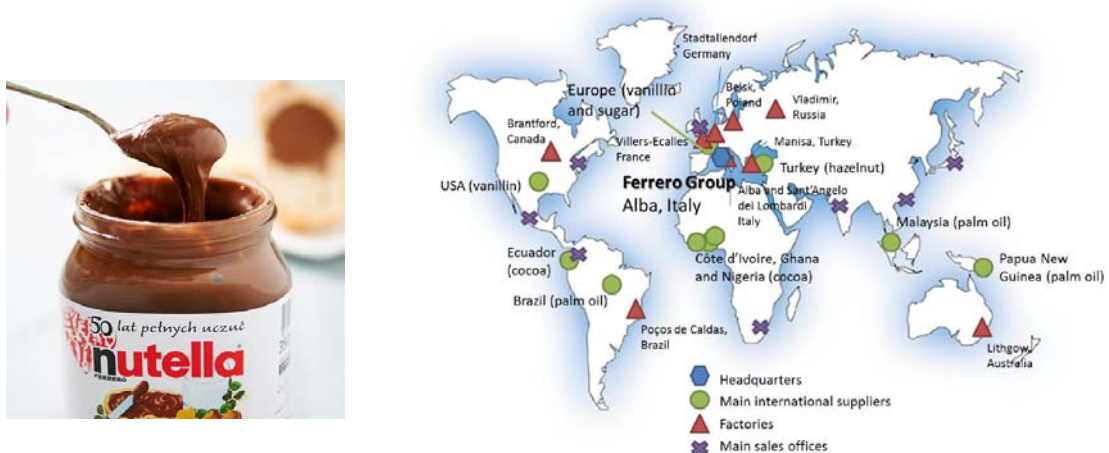 50 lat pełnych uczuć
nutella
FERRERO
Stadtallendorf
Germany
Europe (vanillin
and sugar)
Belsk,
Poland
Vladimir,
Russia
Brantford,
Canada
Villers-Ecalles
France
Manisa, Turkey
USA (vanillin)
Turkey (hazelnut)
Ferrero Group
Alba, Italy
Alba and Sant'Angelo
dei Lombardi
Italy
Malaysia (palm oil)
Ecuador
(cocoa)
Côte d'Ivoire, Ghana
and Nigeria (cocoa)
Papua New
Guinea (palm oil)
Brazil (palm oil)
Poços de Caldas,
Brazil
Lithgow,
Australia
Headquarters
Main international suppliers
Factories
Main sales offices